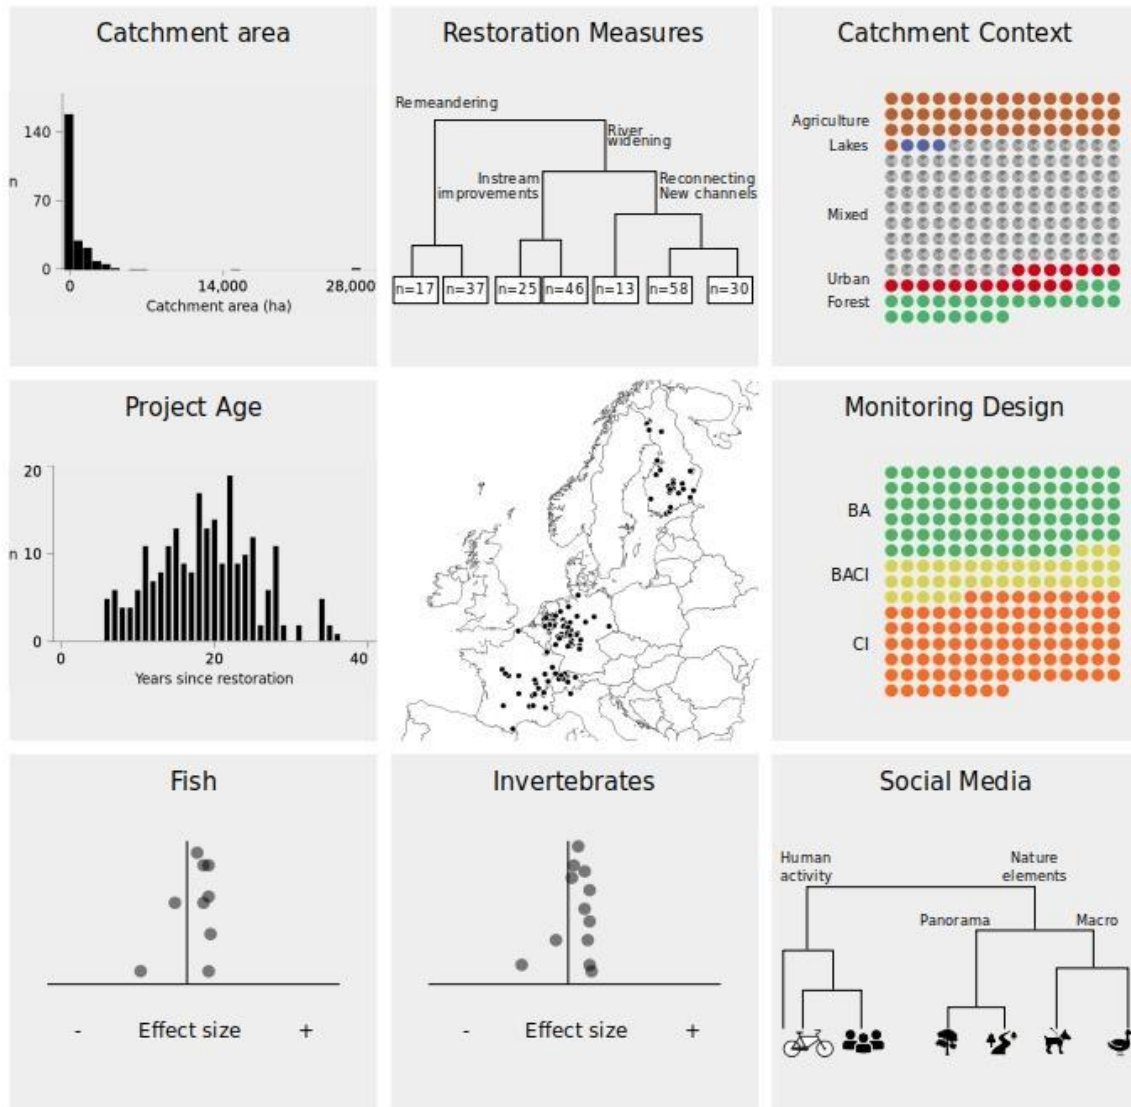 Catchment area
140
n
70
0
0
14,000
28,000
Catchment area (ha)
Restoration Measures
Remeandering
River
widening
Instream
improvements
Reconnecting
New channels
n=17
n=37
n=25
n=46
n=13
n=58
n=30
Catchment Context
Agriculture
Lakes
Mixed
Urban
Forest
Project Age
20
n
10
0
0
20
40
Years since restoration
Monitoring Design
BA
BACI
CI
Fish
- Effect size +
Invertebrates
- Effect size +
Social Media
Human
activity
Nature
elements
Panorama
Macro